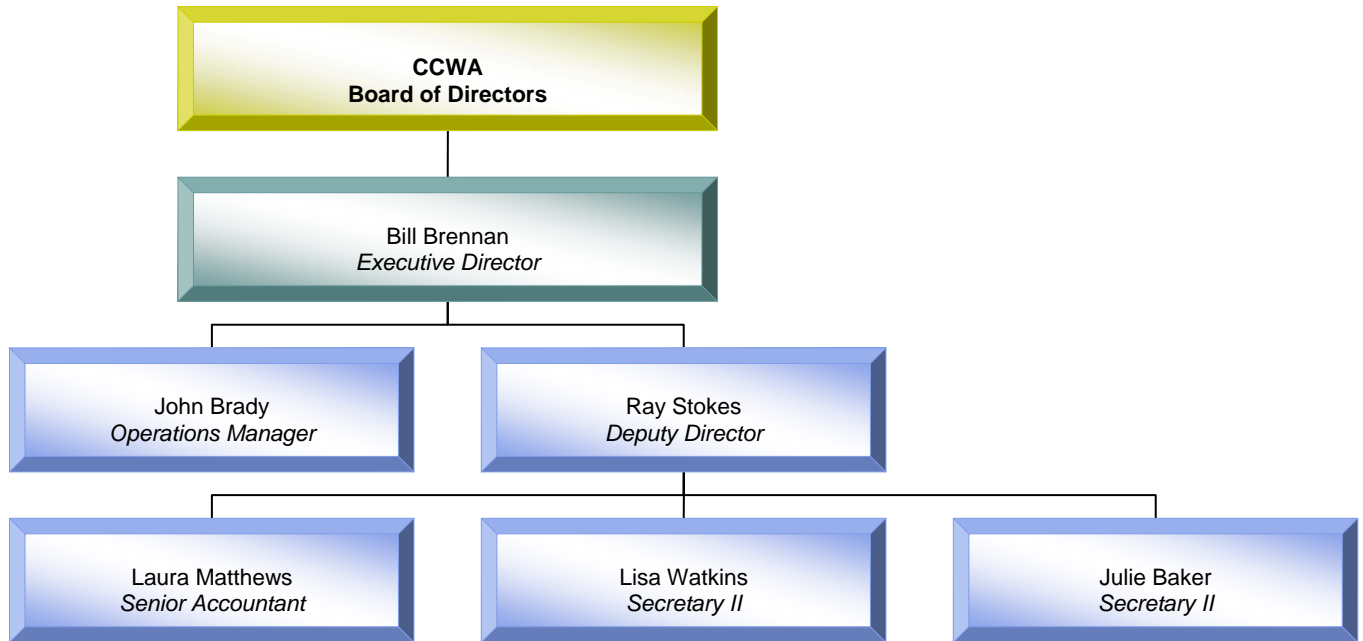 CCWA
Board of Directors
Bill Brennan
Executive Director
John Brady
Operations Manager
Ray Stokes
Deputy Director
Laura Matthews
Senior Accountant
Lisa Watkins
Secretary II
Julie Baker
Secretary II